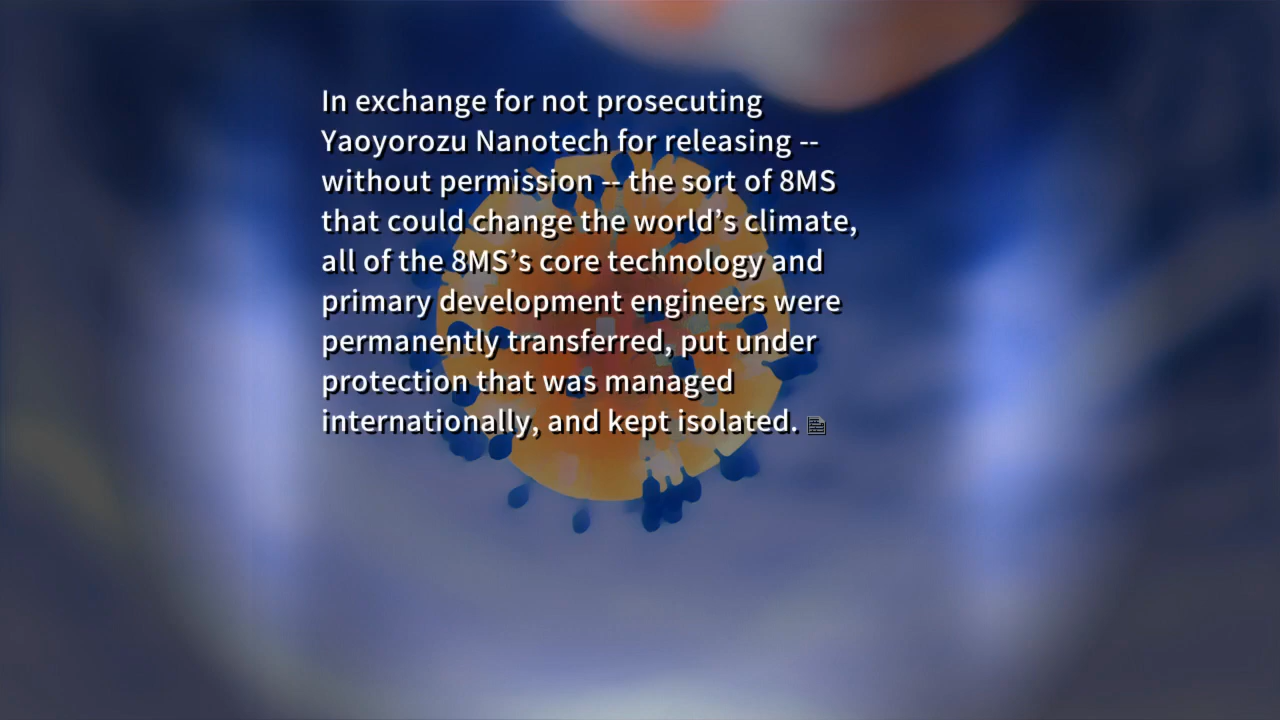 In exchange for not prosecuting
Yaoyorozu Nanotech for releasing --
without permission -- the sort of 8MS
that could change the world’s climate,
all of the 8MS’s core technology and
primary development engineers were
permanently transferred, put under
protection that was managed
internationally, and kept isolated.